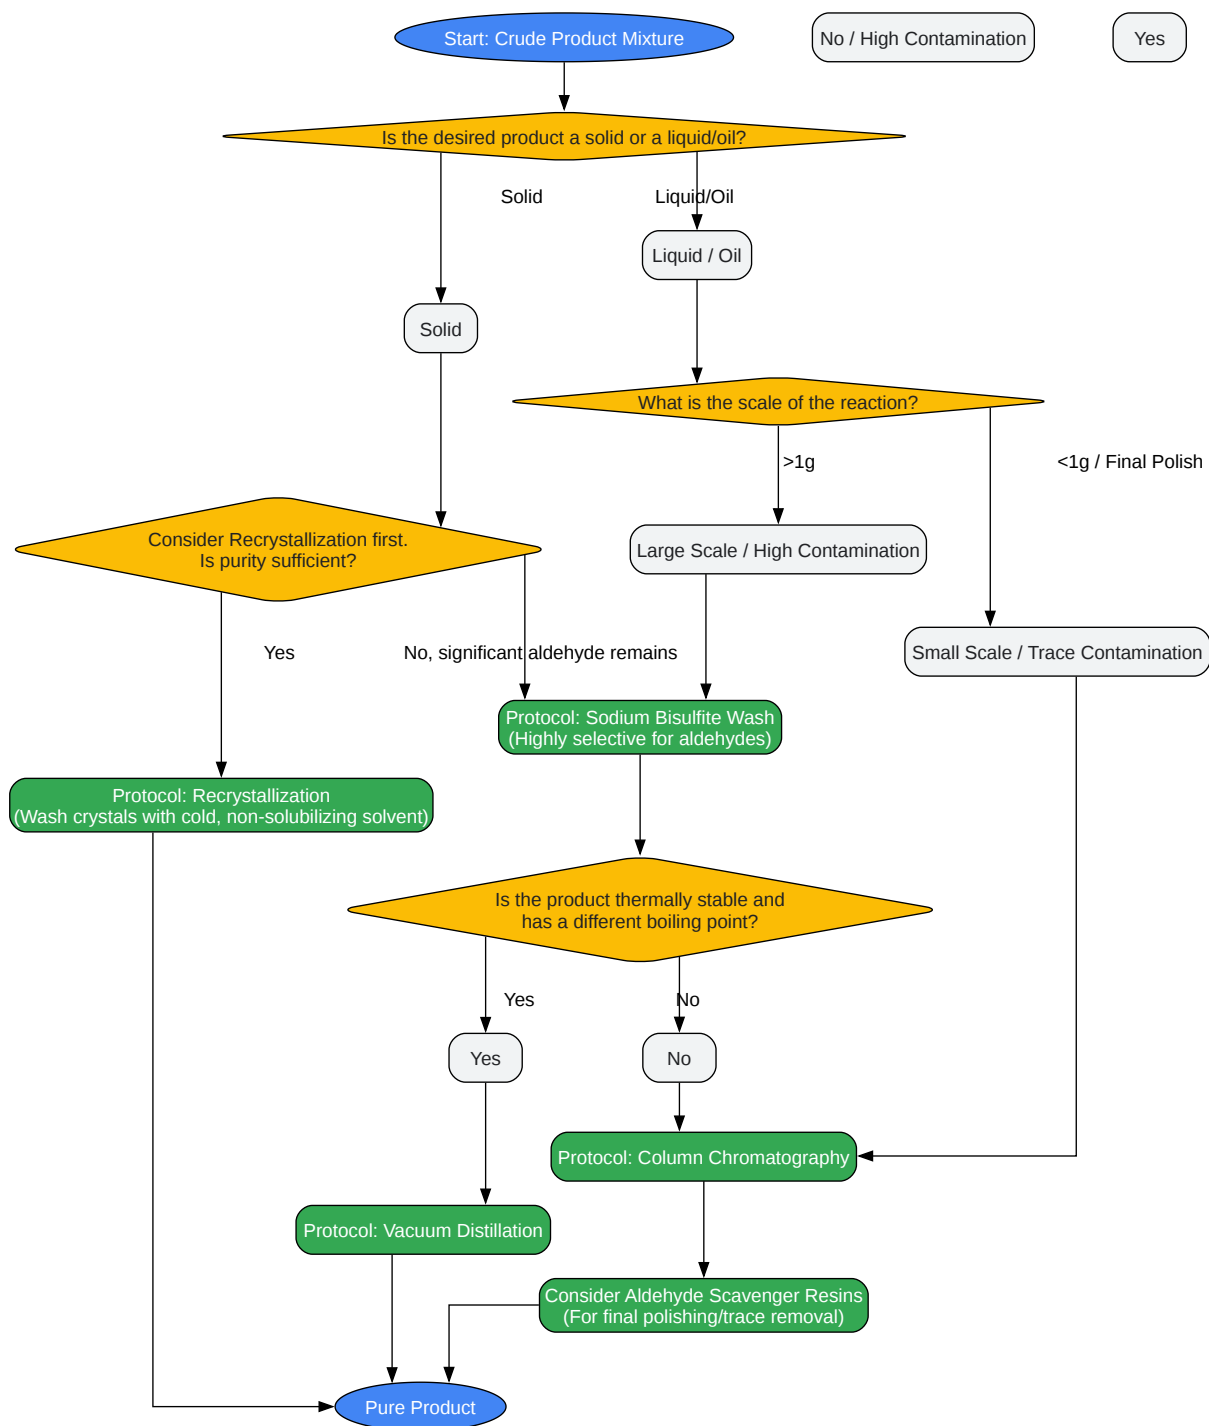 Start: Crude Product Mixture
No / High Contamination
Yes
Is the desired product a solid or a liquid/oil?
Solid
Liquid/Oil
Liquid / Oil
Solid
What is the scale of the reaction?
>1g
<1g / Final Polish
Consider Recrystallization first.
Is purity sufficient?
Large Scale / High Contamination
Yes
No, significant aldehyde remains
Small Scale / Trace Contamination
Protocol: Sodium Bisulfite Wash
(Highly selective for aldehydes)
Protocol: Recrystallization
(Wash crystals with cold, non-solubilizing solvent)
Is the product thermally stable and
has a different boiling point?
Yes
No
Yes
No
Protocol: Column Chromatography
Protocol: Vacuum Distillation
Consider Aldehyde Scavenger Resins
(For final polishing/trace removal)
Pure Product